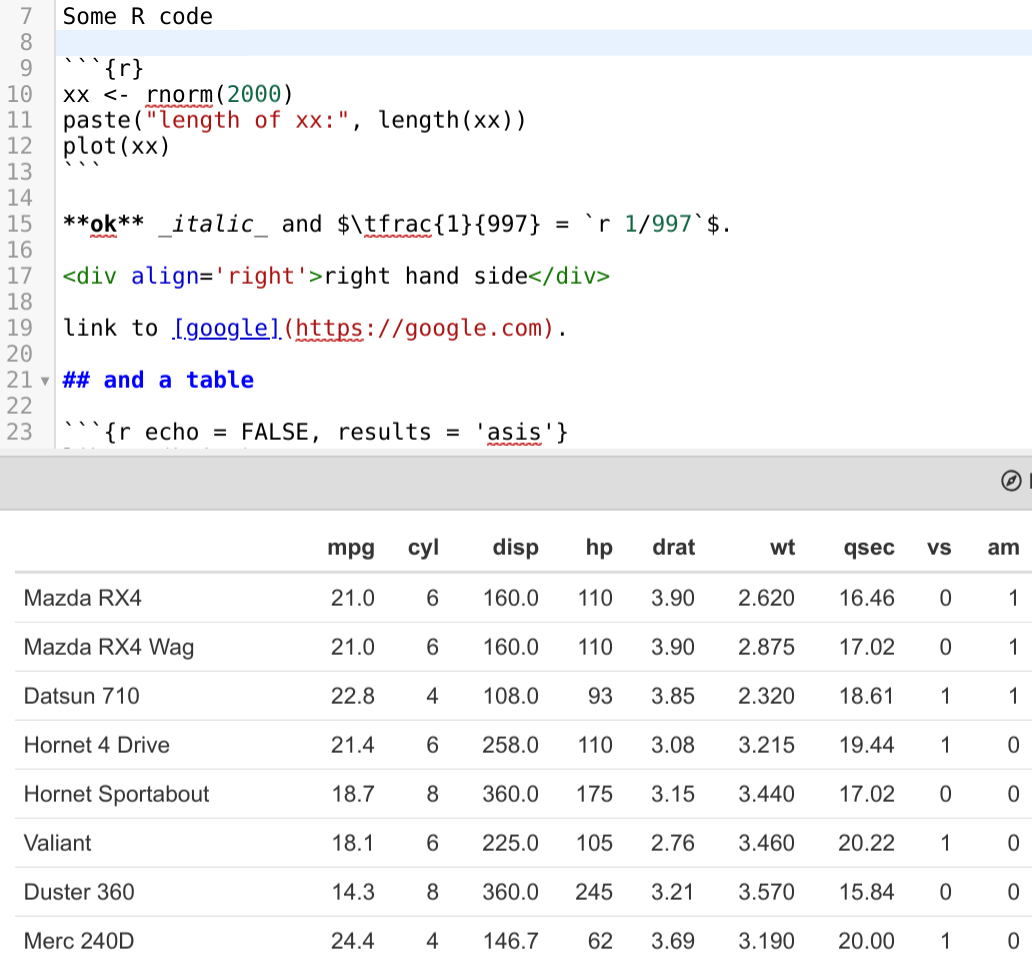 7 Some R code
8
9 ```{r}
10 xx <- rnorm(2000)
11 paste("length of xx:", length(xx))
12 plot(xx)
13 ```
14
15 **ok** _italic_ and $\tfrac{1}{997} = `r 1/997`$.
16
17 <div align='right'>right hand side</div>
18
19 link to [google](https://google.com).
20
21 ## and a table
22
23 ```{r echo = FALSE, results = 'asis'}
mpg cyl disp hp drat wt qsec vs am
Mazda RX4 21.0 6 160.0 110 3.90 2.620 16.46 0 1
Mazda RX4 Wag 21.0 6 160.0 110 3.90 2.875 17.02 0 1
Datsun 710 22.8 4 108.0 93 3.85 2.320 18.61 1 1
Hornet 4 Drive 21.4 6 258.0 110 3.08 3.215 19.44 1 0
Hornet Sportabout 18.7 8 360.0 175 3.15 3.440 17.02 0 0
Valiant 18.1 6 225.0 105 2.76 3.460 20.22 1 0
Duster 360 14.3 8 360.0 245 3.21 3.570 15.84 0 0
Merc 240D 24.4 4 146.7 62 3.69 3.190 20.00 1 0